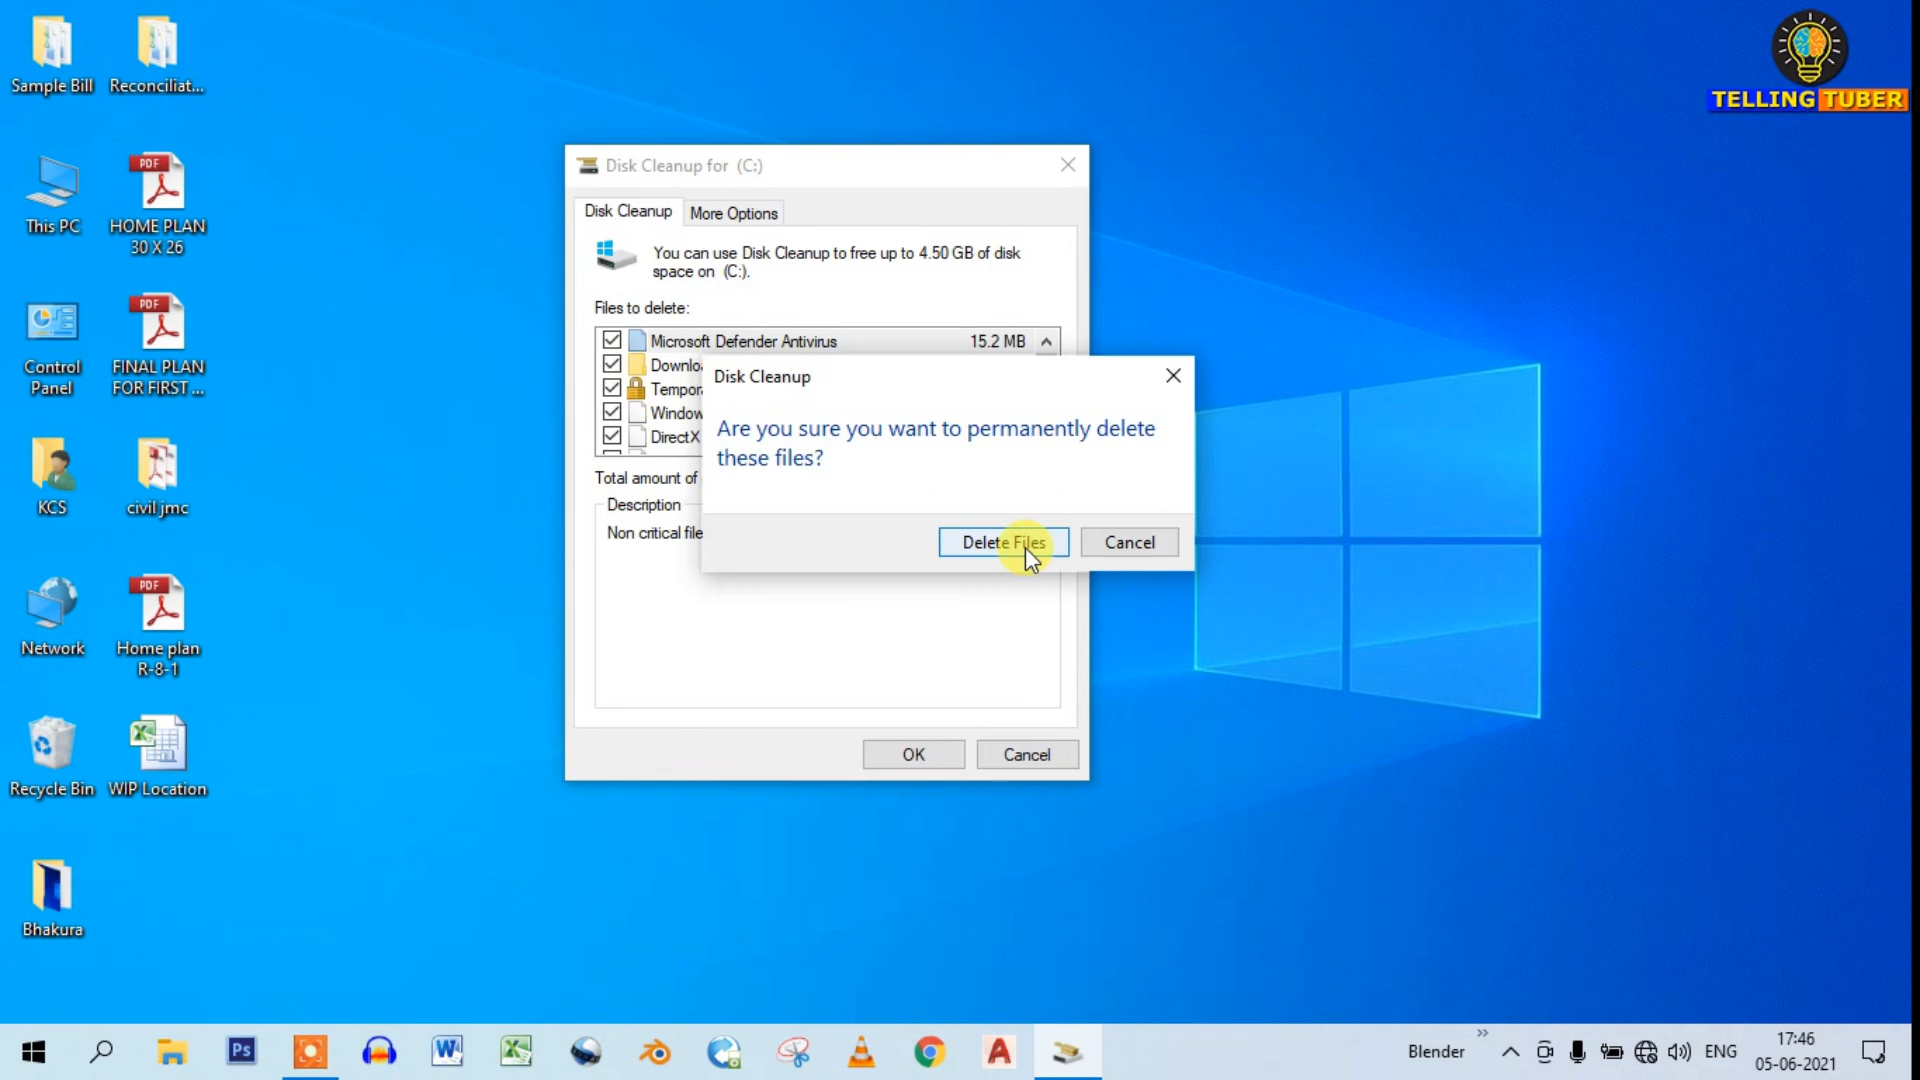 Sample Bill
Reconciliat...
TELLING TUBER
This PC
HOME PLAN
30 X 26
Control
Panel
FINAL PLAN
FOR FIRST ...
KCS
civil jmc
Network
Home plan
R-8-1
Recycle Bin
WIP Location
Bhakura
Disk Cleanup for (C:)
Disk Cleanup
More Options
You can use Disk Cleanup to free up to 4.50 GB of disk
space on (C:).
Files to delete:
Microsoft Defender Antivirus 15.2 MB
Downlo
Tempor
Window
DirectX
Total amount of
Description
Non critical file
OK
Cancel
Disk Cleanup
Are you sure you want to permanently delete
these files?
Delete Files
Cancel
PDF
PDF
PDF
Ps
Blender
ENG
17:46
05-06-2021